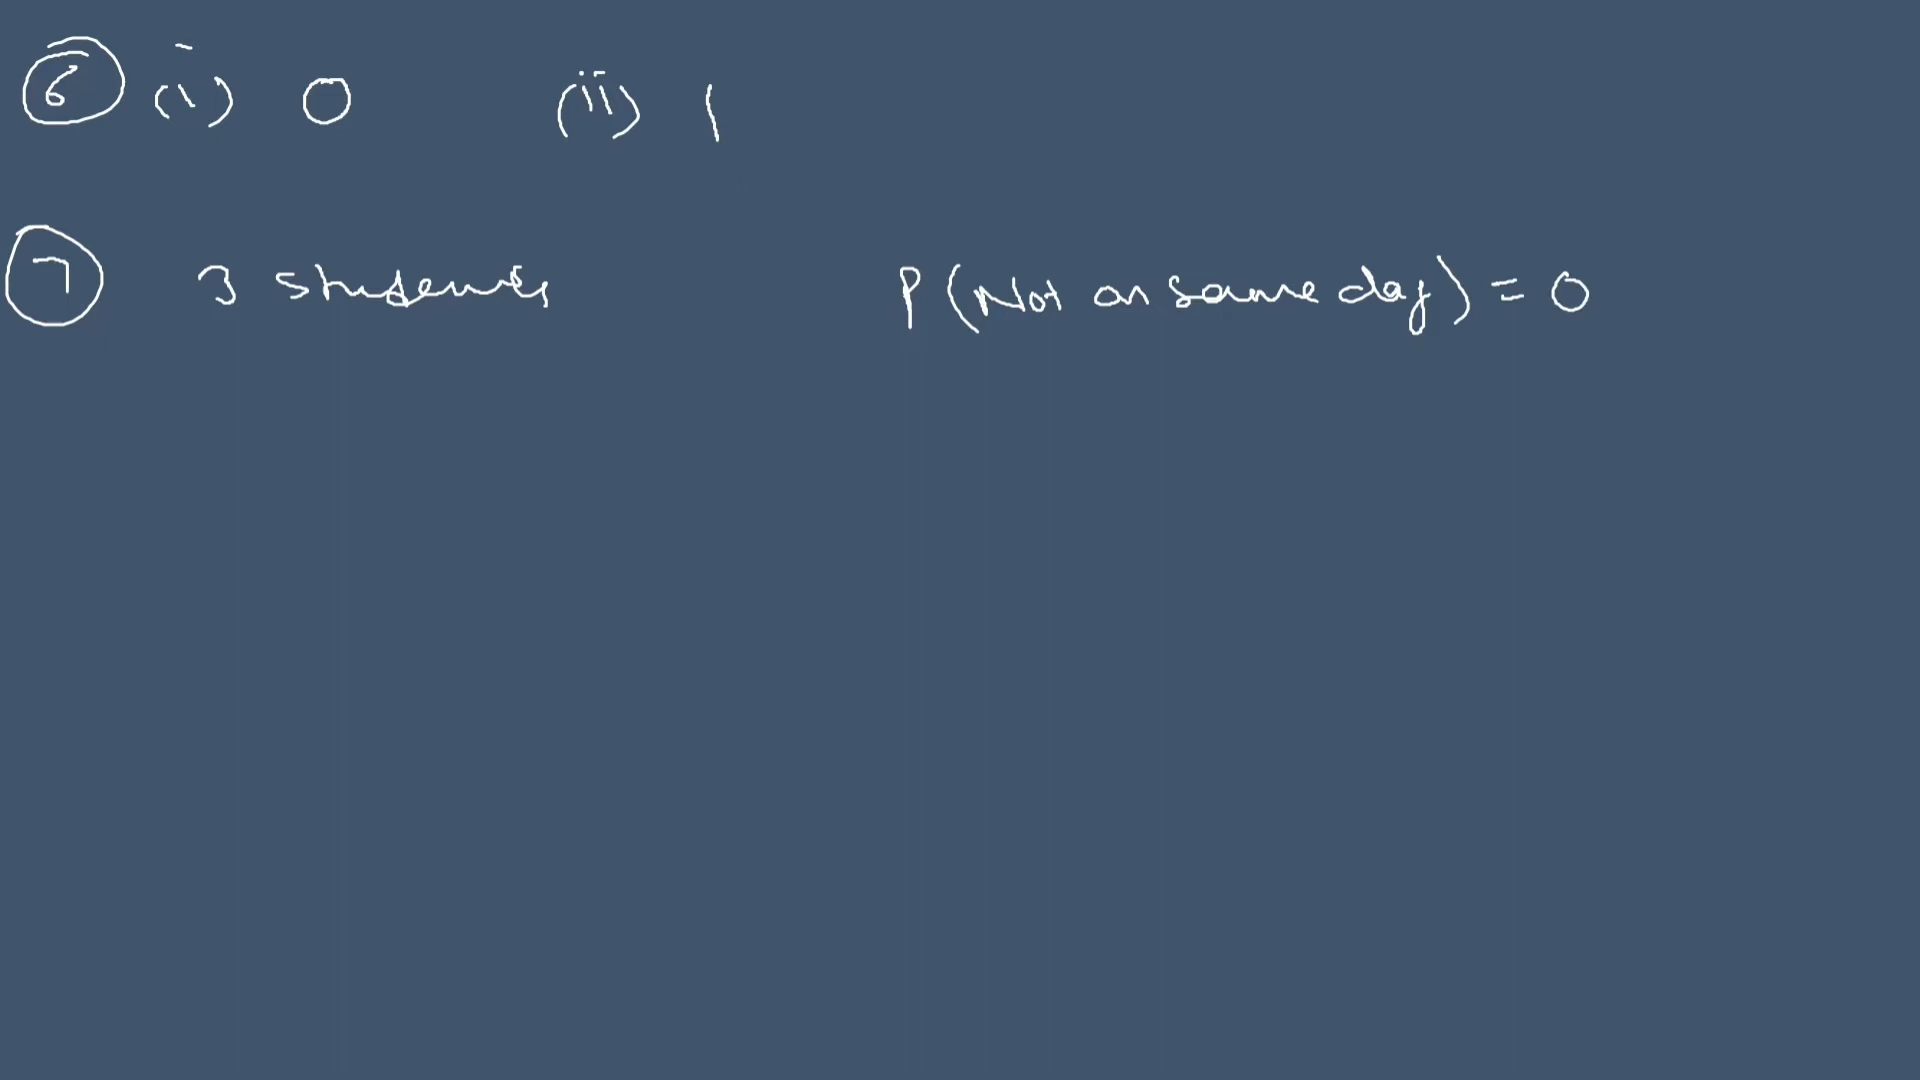 6 (i) 0 (ii) 1
7 3 students P(Not on same day) = 0